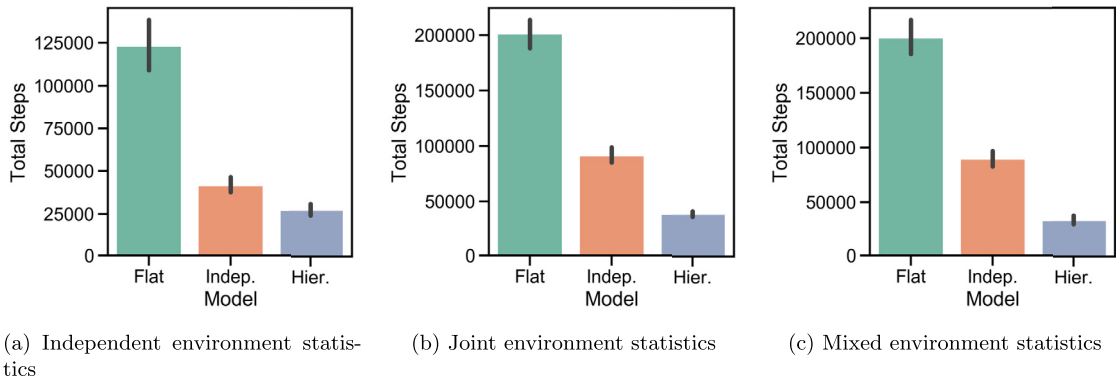 125000
100000
75000
50000
25000
0
Total Steps
Flat
Indep.
Hier.
Model
(a) Independent environment statis-
tics
200000
150000
100000
50000
0
Total Steps
Flat
Indep.
Hier.
Model
(b) Joint environment statistics
200000
150000
100000
50000
0
Total Steps
Flat
Indep.
Hier.
Model
(c) Mixed environment statistics